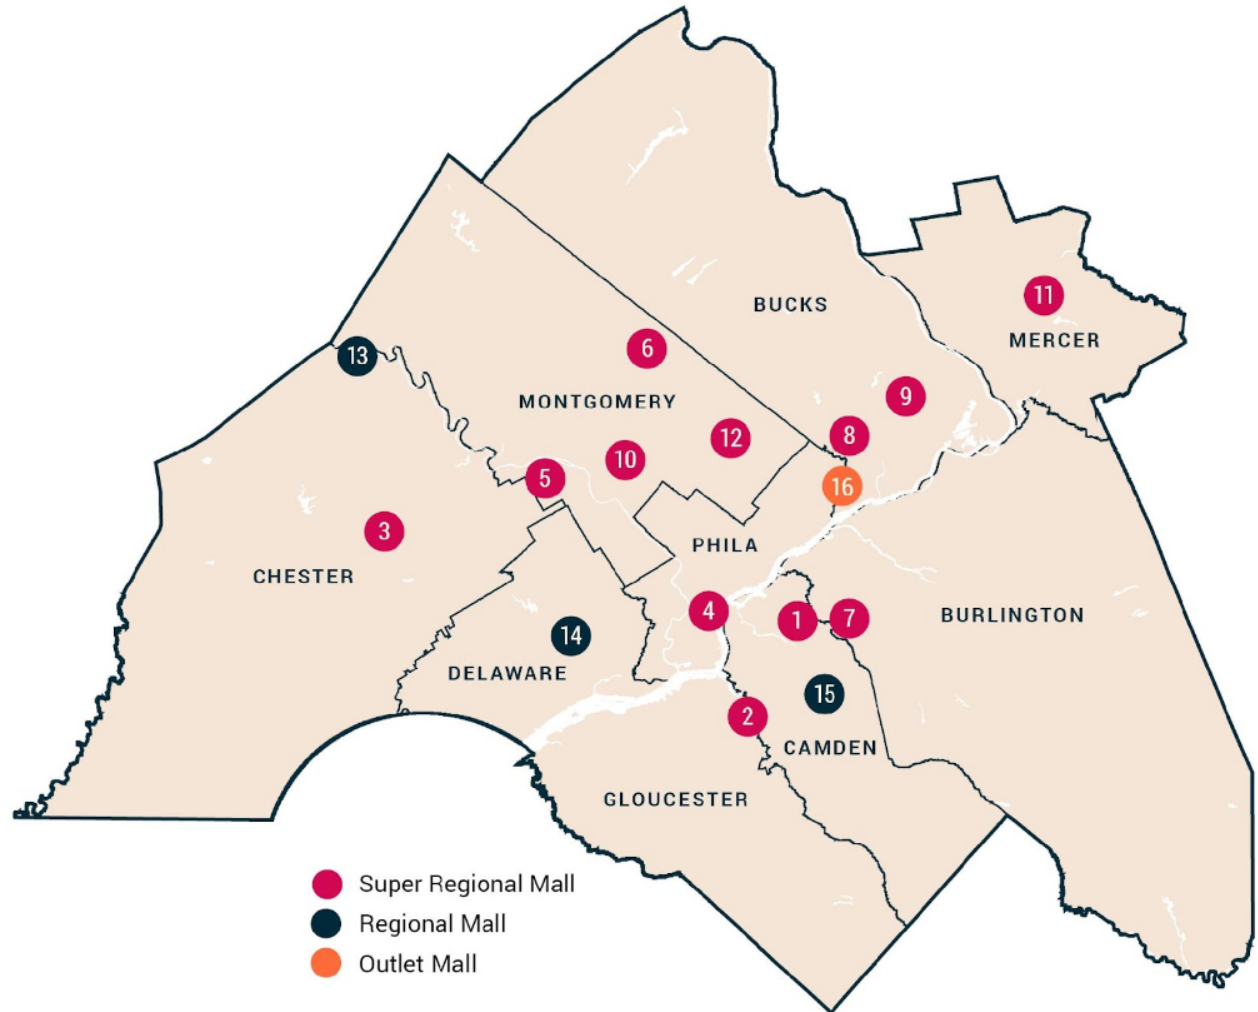 11
BUCKS
MERCER
6
13
9
MONTGOMERY
12
8
10
5
16
3
PHILA
CHESTER
4
1
7
BURLINGTON
14
DELAWARE
15
2
CAMDEN
GLOUCESTER
Super Regional Mall
Regional Mall
Outlet Mall